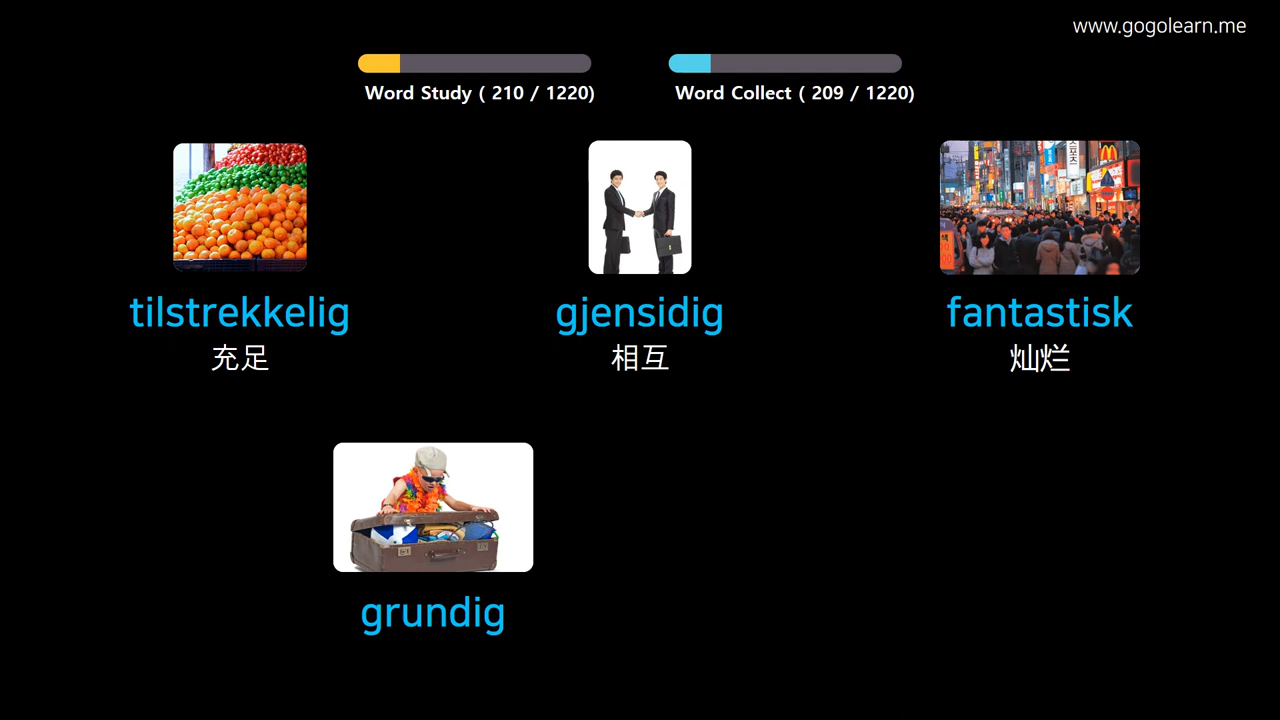 www.gogolearn.me
Word Study ( 210 / 1220)
Word Collect ( 209 / 1220)
tilstrekkelig
充足
gjensidig
相互
fantastisk
灿烂
grundig